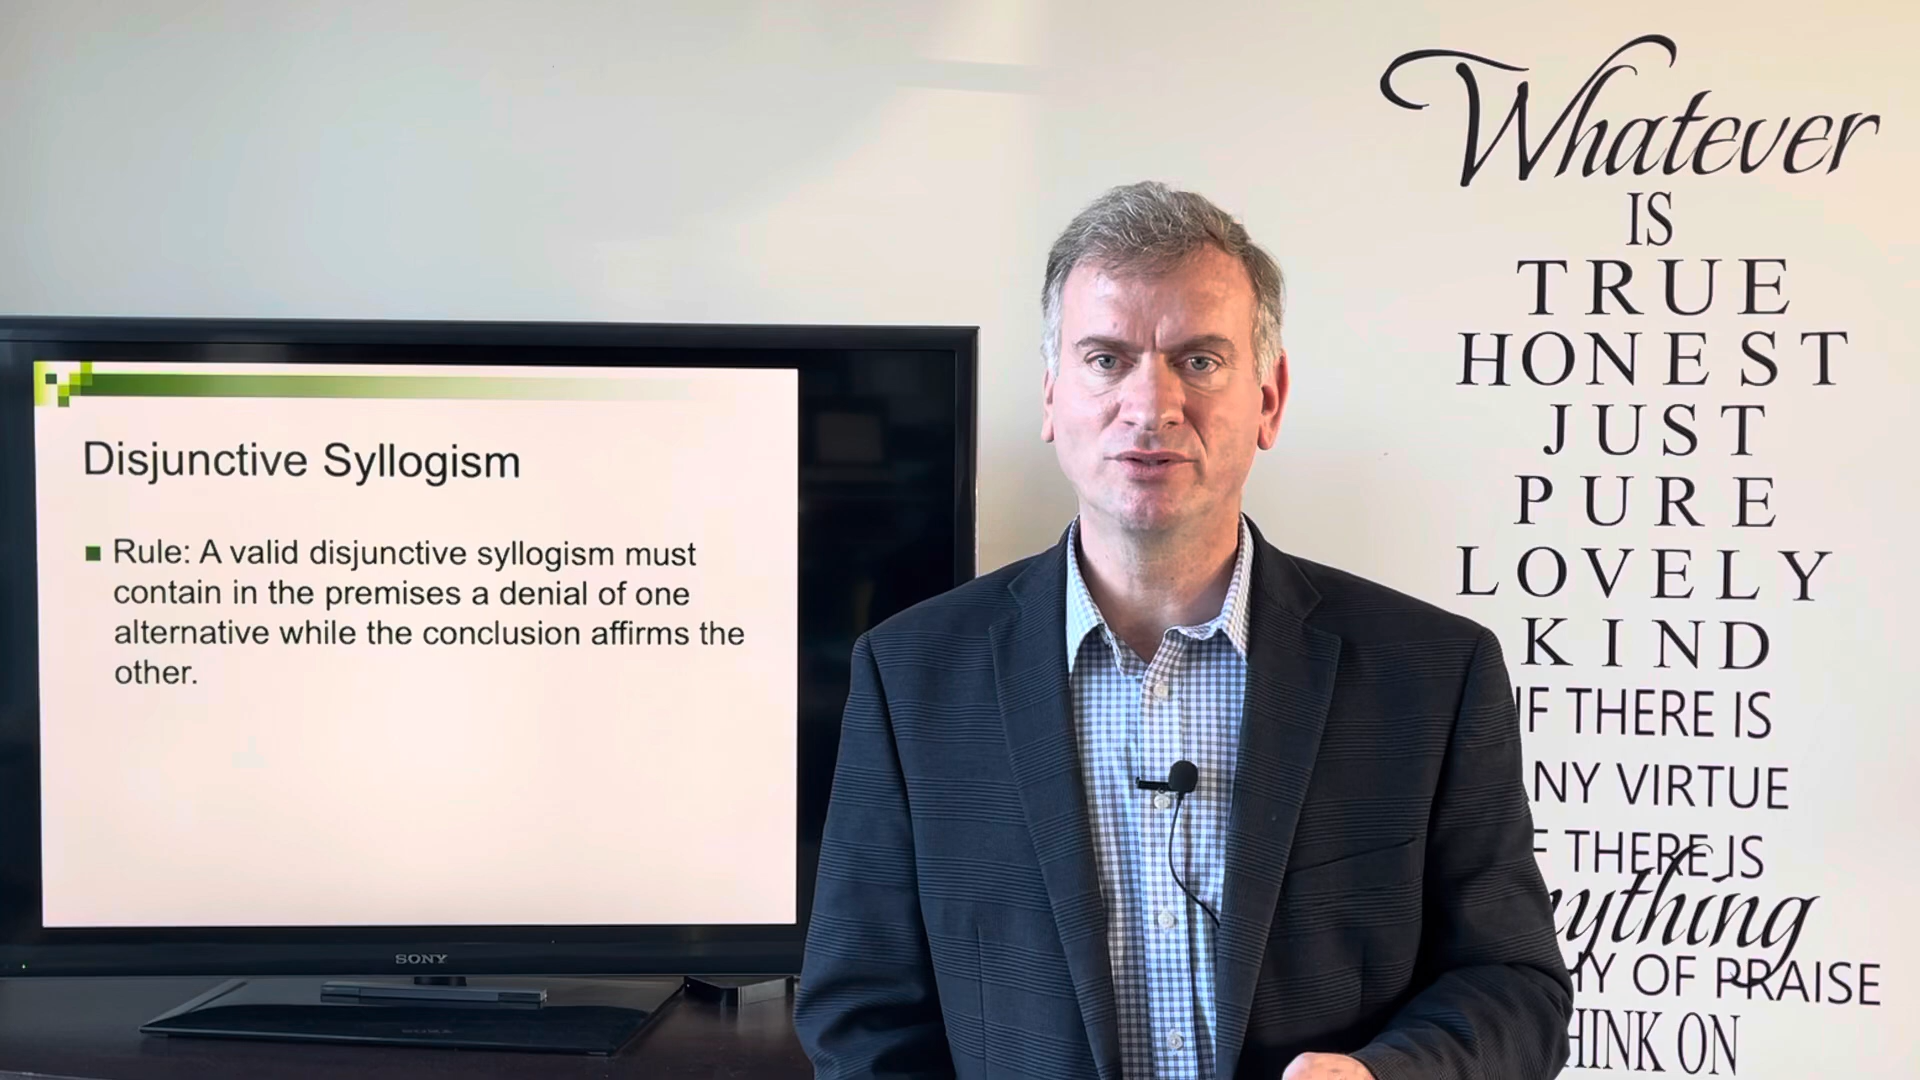 Disjunctive Syllogism
Rule: A valid disjunctive syllogism must
contain in the premises a denial of one
alternative while the conclusion affirms the
other.
SONY
Whatever
IS
TRUE
HONEST
JUST
PURE
LOVELY
KIND
IF THERE IS
NY VIRTUE
F THERE IS
ything
HY OF PRAISE
HINK ON